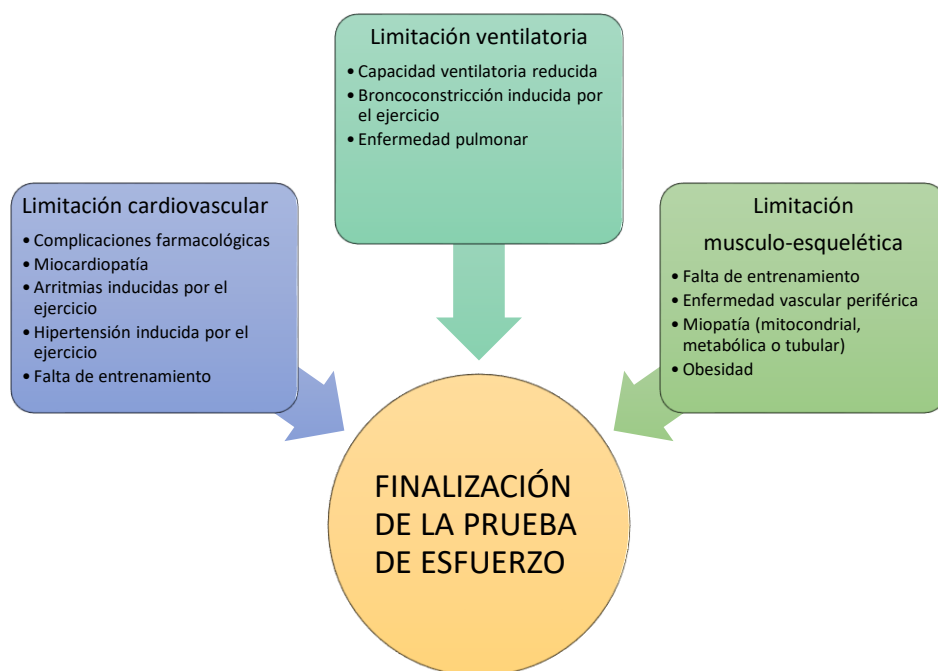 Limitación ventilatoria
• Capacidad ventilatoria reducida
• Broncoconstricción inducida por
el ejercicio
• Enfermedad pulmonar
Limitación cardiovascular
• Complicaciones farmacológicas
• Miocardiopatía
• Arritmias inducidas por el
ejercicio
• Hipertensión inducida por el
ejercicio
• Falta de entrenamiento
Limitación
musculo-esquelética
• Falta de entrenamiento
• Enfermedad vascular periférica
• Miopatía (mitocondrial,
metabólica o tubular)
• Obesidad
FINALIZACIÓN
DE LA PRUEBA
DE ESFUERZO